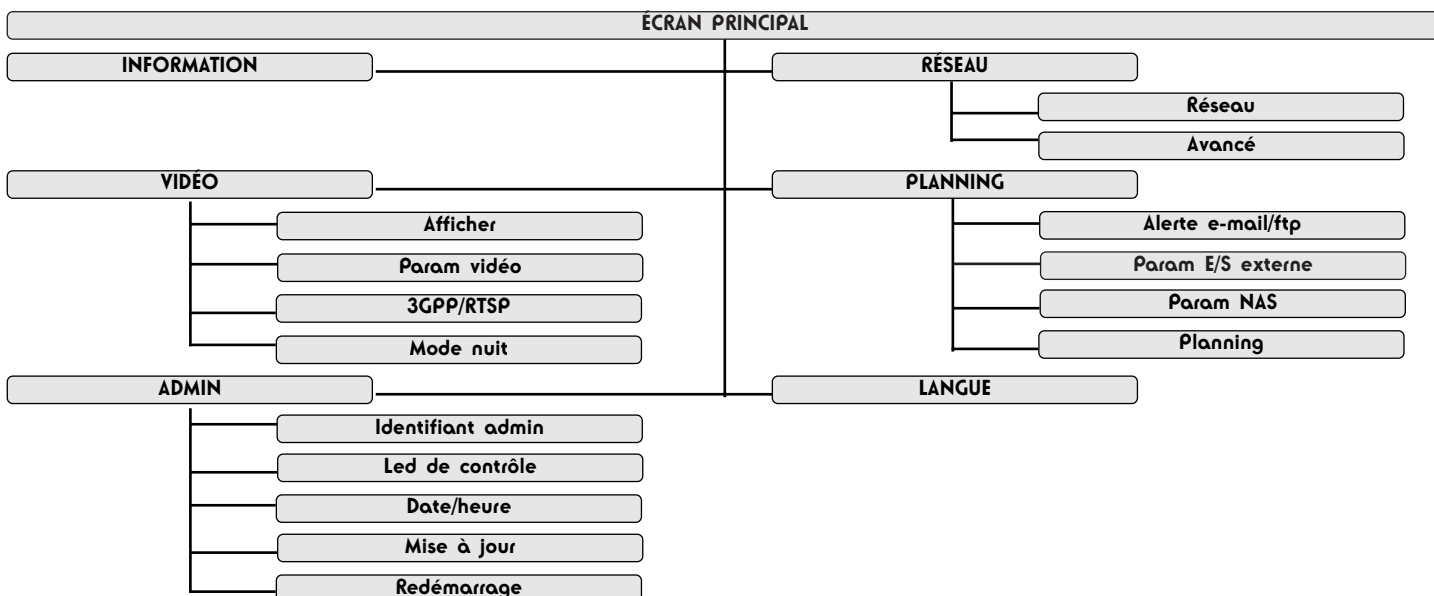 ÉCRAN PRINCIPAL
INFORMATION
RÉSEAU
Réseau
Avancé
VIDÉO
Afficher
Param vidéo
3GPP/RTSP
Mode nuit
PLANNING
Alerte e-mail/ftp
Param E/S externe
Param NAS
Planning
ADMIN
Identifiant admin
Led de contrôle
Date/heure
Mise à jour
Redémarrage
LANGUE